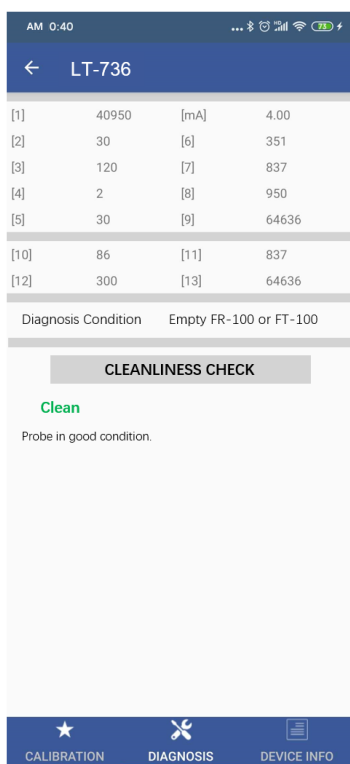 AM 0:40
... HD 73
← LT-736
[1] 40950 [mA] 4.00
[2] 30 [6] 351
[3] 120 [7] 837
[4] 2 [8] 950
[5] 30 [9] 64636
[10] 86 [11] 837
[12] 300 [13] 64636
Diagnosis Condition Empty FR-100 or FT-100
CLEANLINESS CHECK
Clean
Probe in good condition.
CALIBRATION DIAGNOSIS DEVICE INFO